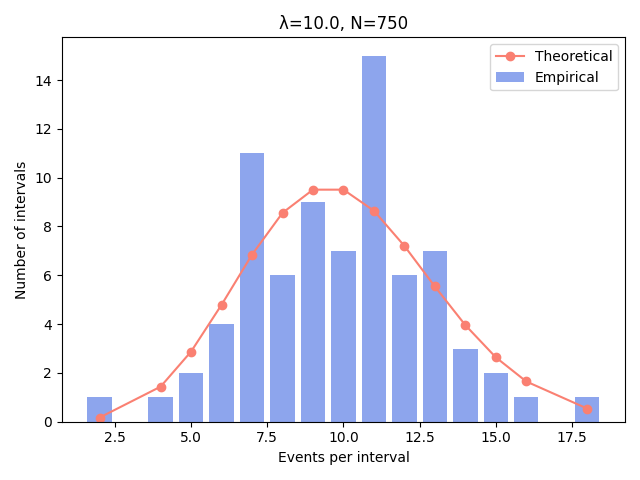 λ=10.0, N=750
Theoretical
Empirical
Number of intervals
14
12
10
8
6
4
2
0
2.5 5.0 7.5 10.0 12.5 15.0 17.5
Events per interval